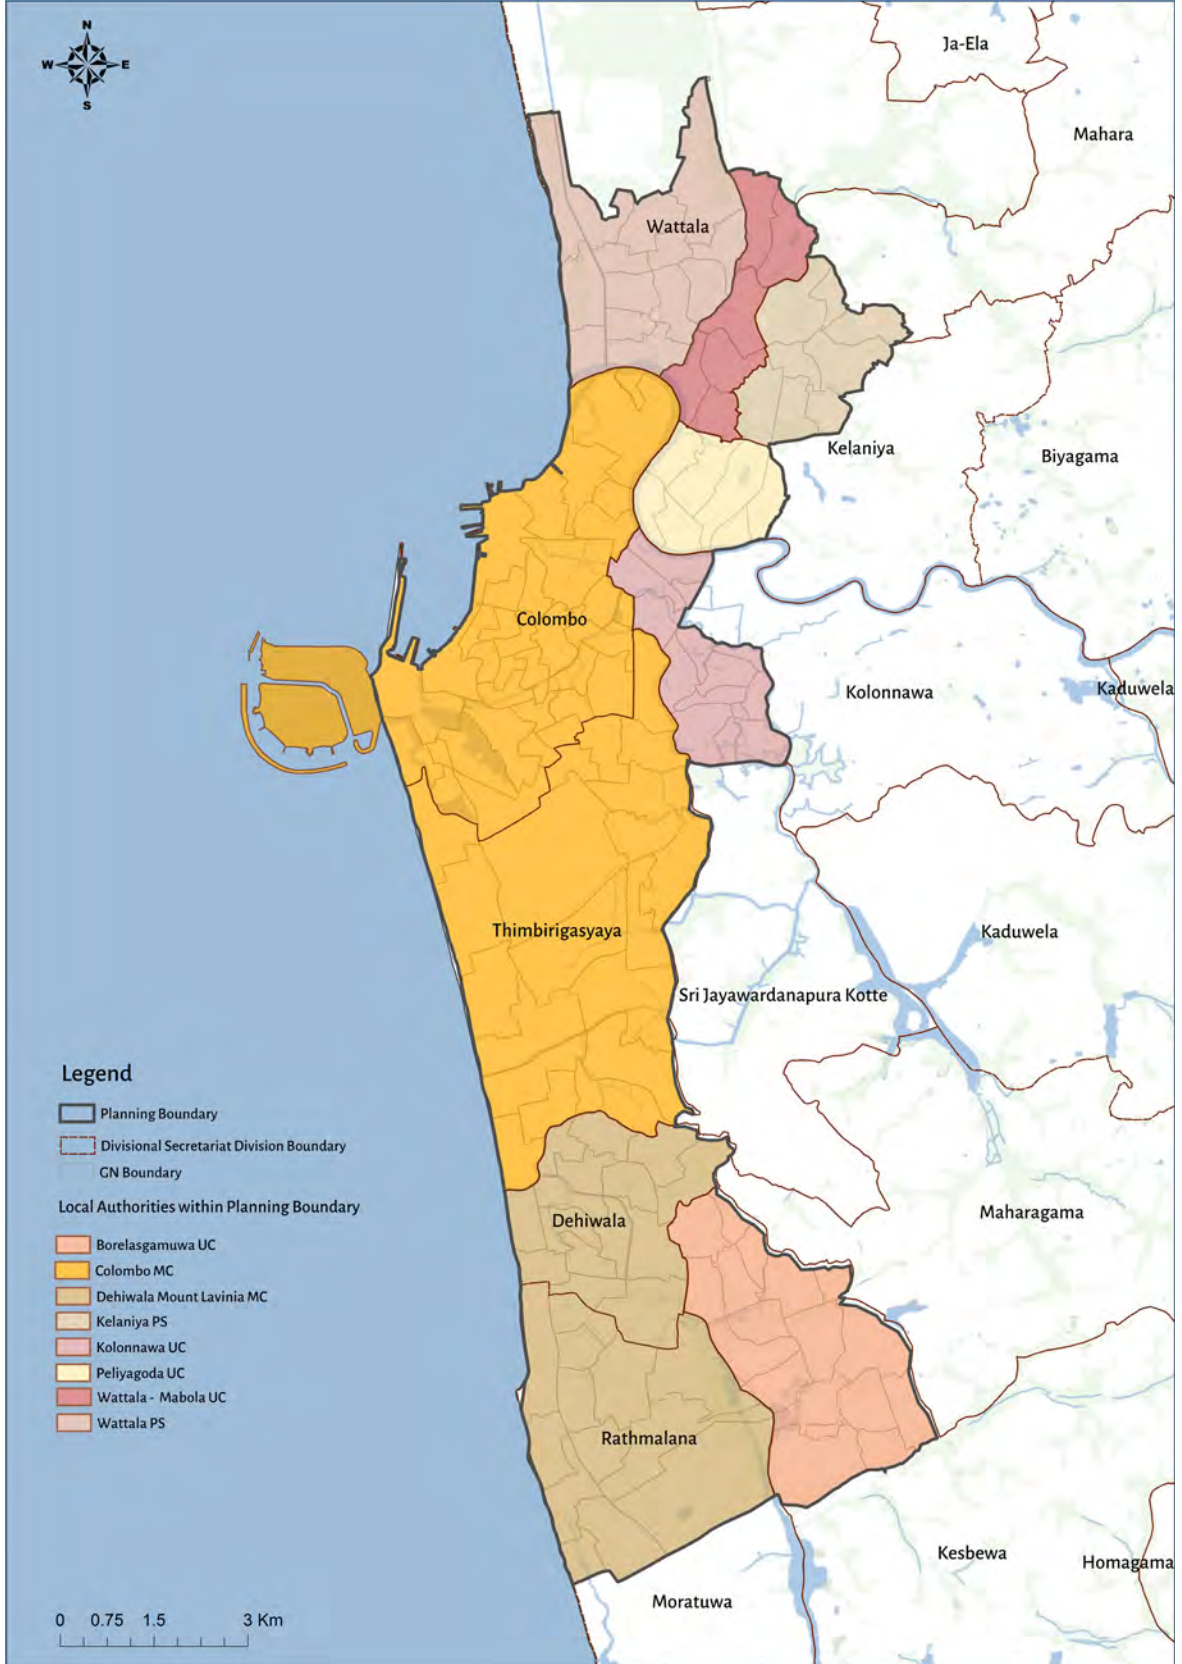 N
W E
S
Ja-Ela
Mahara
Wattala
Kelaniya
Biyagama
Colombo
Kolonnawa
Kaduwela
Thimbirigasyaya
Kaduwela
Sri Jayawardanapura Kotte
Dehiwala
Maharagama
Rathmalana
Kesbewa
Homagama
Moratuwa
Legend
Planning Boundary
Divisional Secretariat Division Boundary
GN Boundary
Local Authorities within Planning Boundary
Borelasgamuwa UC
Colombo MC
Dehiwala Mount Lavinia MC
Kelaniya PS
Kolonnawa UC
Peliyagoda UC
Wattala - Mabola UC
Wattala PS
0 0.75 1.5 3 Km